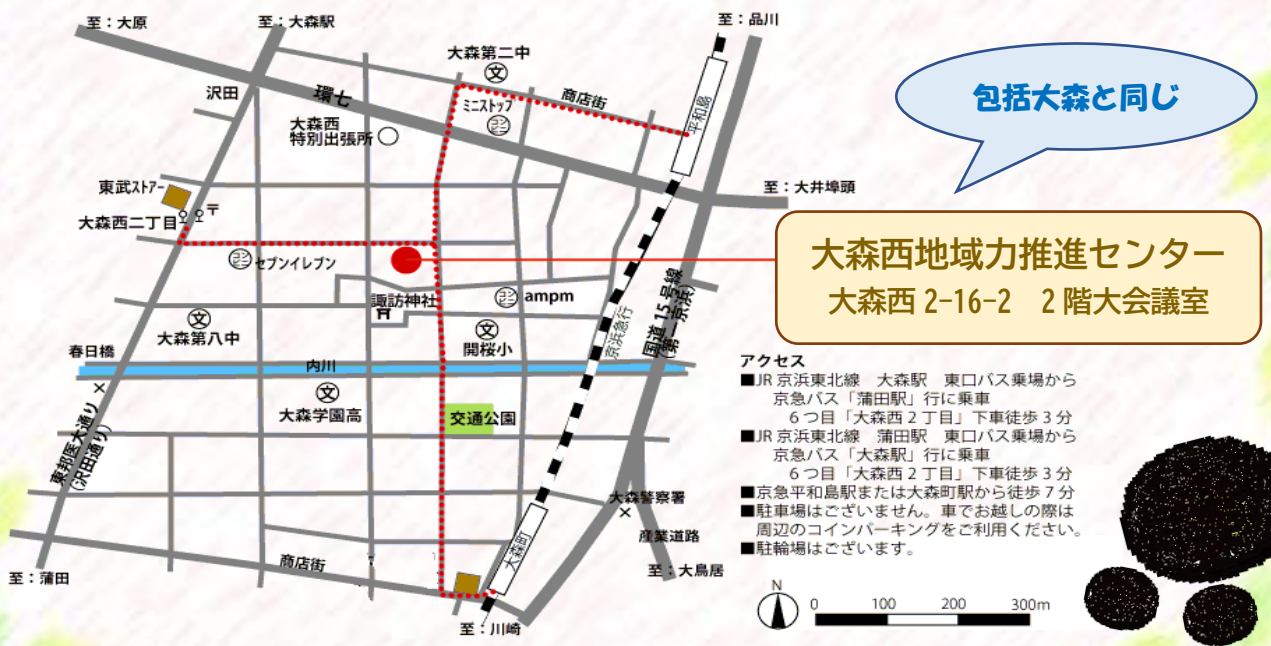 至：大原
至：大森駅
至：品川
大森第二中
文
沢田
環七
ミニストップ
コンビニ
商店街
平和島
包括大森と同じ
大森西
特別出張所
東武ストアー
〒
大森西二丁目
至：大井埠頭
コンビニ
セブンイレブン
大森西地域力推進センター
大森西 2-16-2　2 階大会議室
諏訪神社
コンビニ
ampm
国道 15 号線
（第一京浜）
京浜急行
文
大森第八中
文
開桜小
春日橋
内川
文
大森学園高
交通公園
東邦医大通り
（沢田通り）
アクセス
■JR 京浜東北線　大森駅　東口バス乗場から
京急バス「蒲田駅」行に乗車
６つ目「大森西２丁目」下車徒歩 3 分
■JR 京浜東北線　蒲田駅　東口バス乗場から
京急バス「大森駅」行に乗車
６つ目「大森西２丁目」下車徒歩 3 分
■京急平和島駅または大森町駅から徒歩 7 分
■駐車場はございません。車でお越しの際は
周辺のコインパーキングをご利用ください。
■駐輪場はございます。
大森警察署
産業道路
大森町
商店街
至：蒲田
至：大鳥居
至：川崎
N
0　100　200　300m